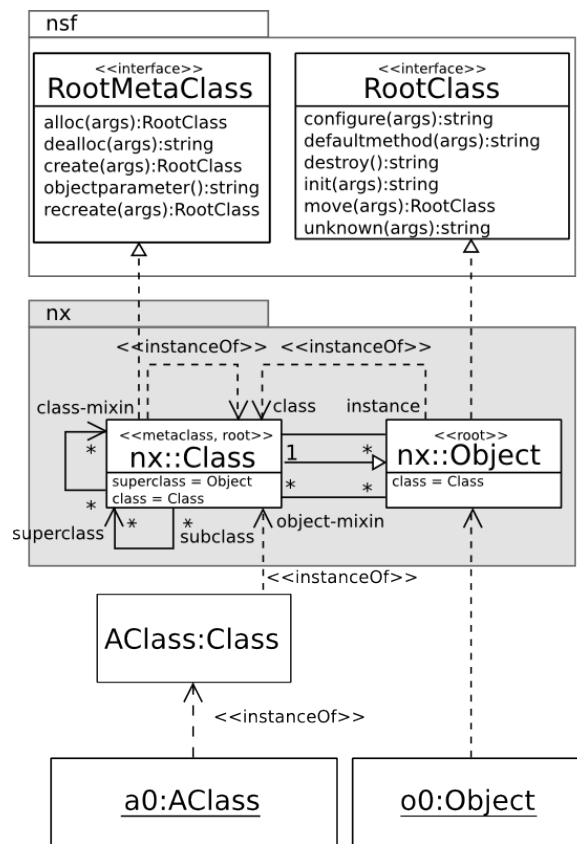 nsf
<<interface>>
RootMetaClass
alloc(args):RootClass
dealloc(args):string
create(args):RootClass
objectparameter():string
recreate(args):RootClass
<<interface>>
RootClass
configure(args):string
defaultmethod(args):string
destroy():string
init(args):string
move(args):RootClass
unknown(args):string
nx
<<instanceOf>>
<<instanceOf>>
class-mixin
class
instance
*
*
<<metaclass, root>>
nx::Class
superclass = Object
class = Class
1
*
*
*
<<root>>
nx::Object
class = Class
superclass
*
*
subclass
object-mixin
<<instanceOf>>
AClass:Class
<<instanceOf>>
a0:AClass
o0:Object